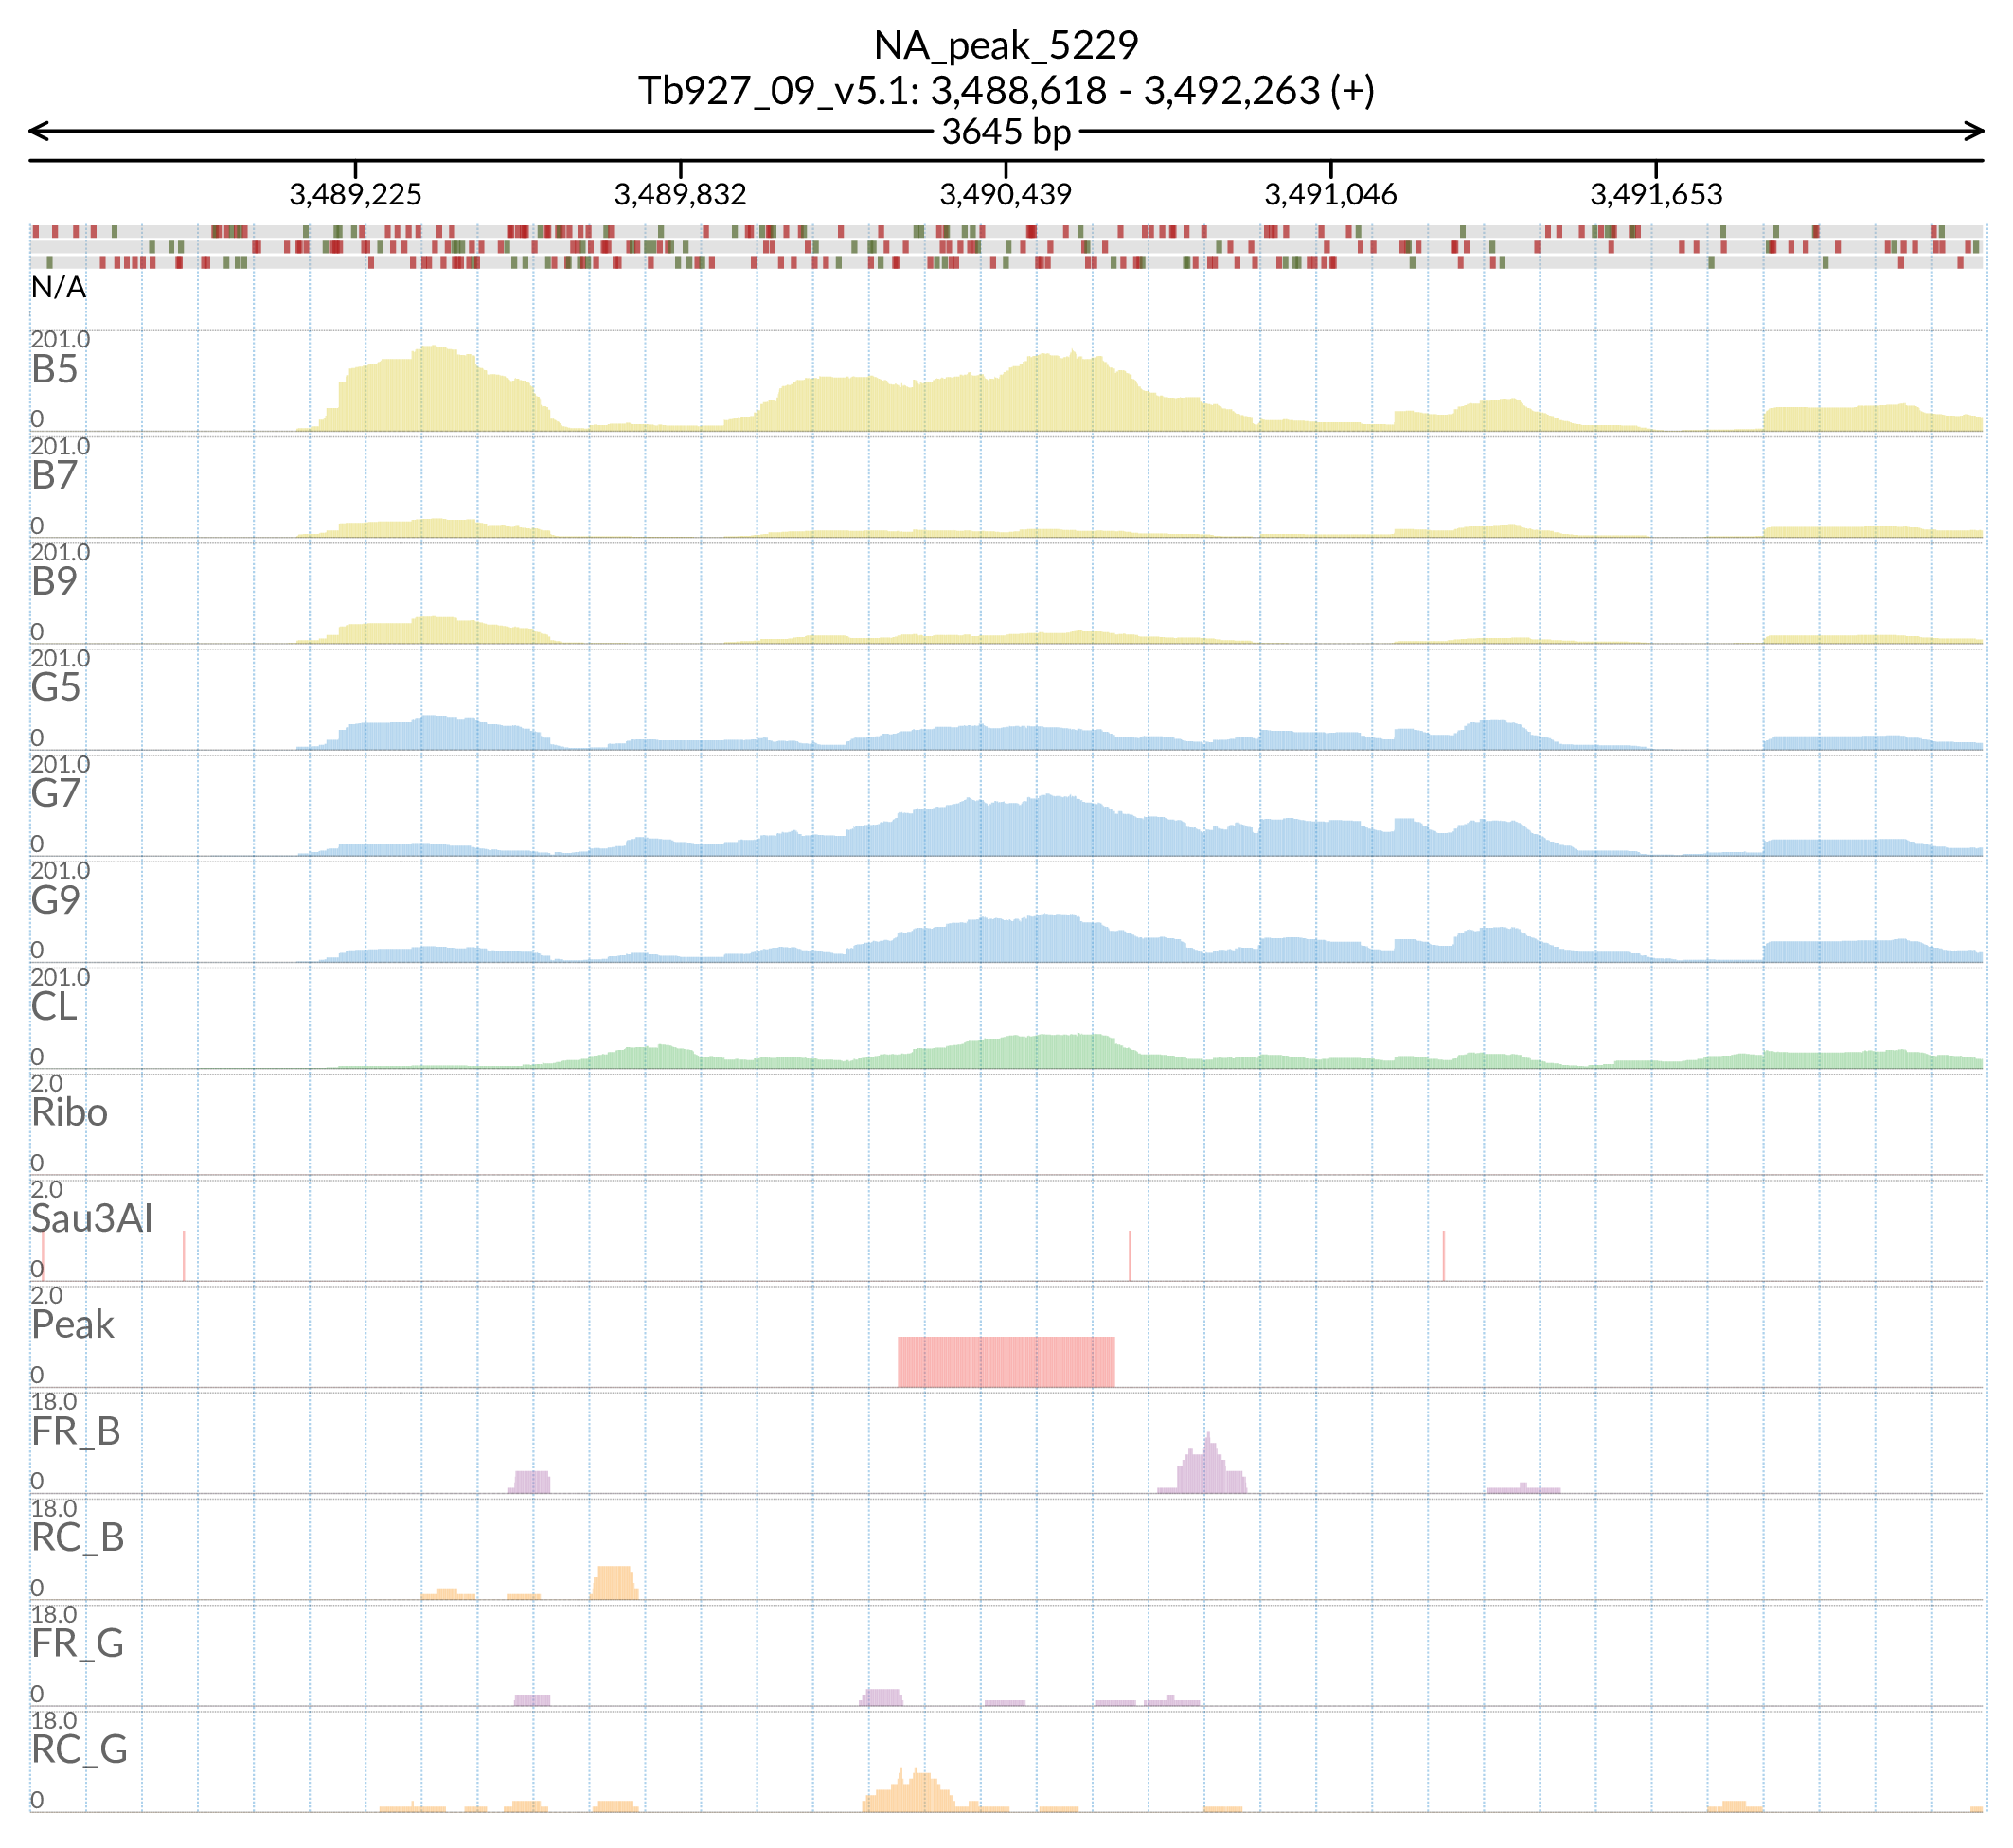 NA_peak_5229
Tb927_09_v5.1: 3,488,618 - 3,492,263 (+)
3645 bp
3,489,225 3,489,832 3,490,439 3,491,046 3,491,653
N/A
201.0
B5
0
201.0
B7
0
201.0
B9
0
201.0
G5
0
201.0
G7
0
201.0
G9
0
201.0
CL
0
2.0
Ribo
0
2.0
Sau3AI
0
2.0
Peak
0
18.0
FR_B
0
18.0
RC_B
0
18.0
FR_G
0
18.0
RC_G
0